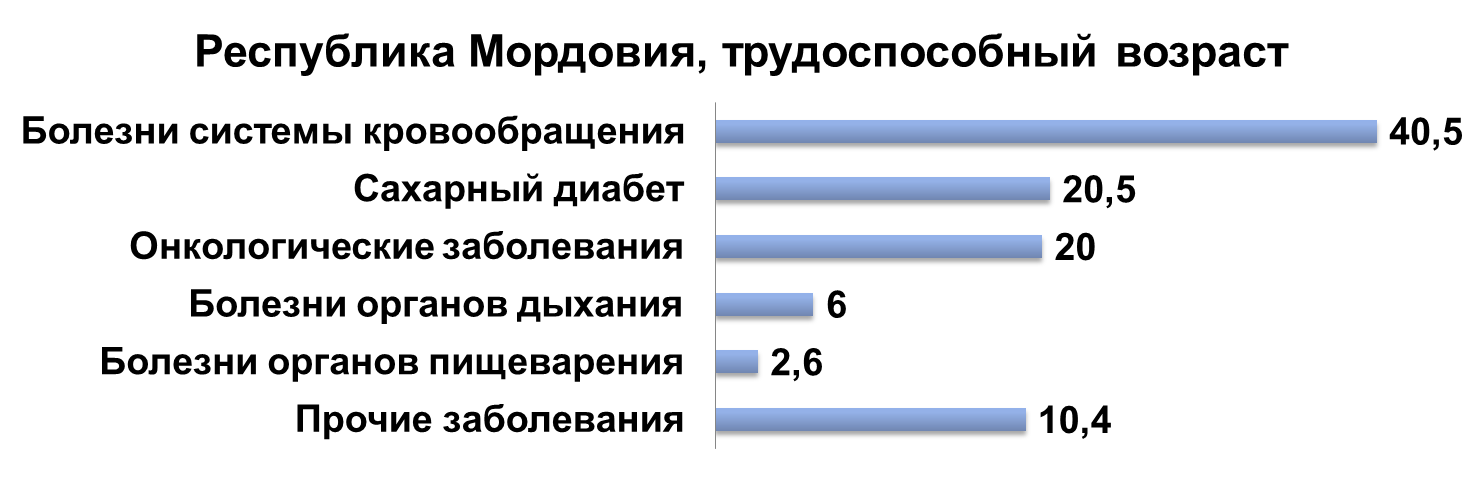 Республика Мордовия, трудоспособный возраст
Болезни системы кровообращения 40,5
Сахарный диабет 20,5
Онкологические заболевания 20
Болезни органов дыхания 6
Болезни органов пищеварения 2,6
Прочие заболевания 10,4